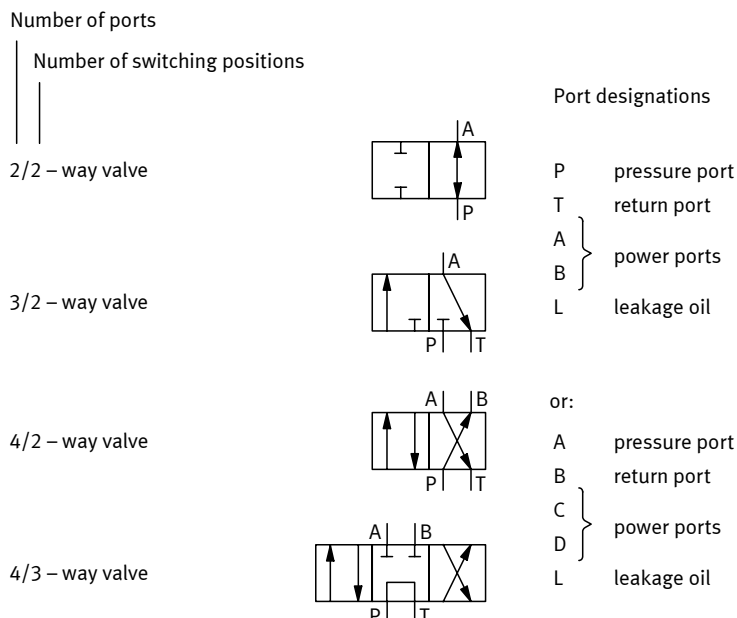 Number of ports
Number of switching positions
Port designations
2/2 – way valve
A
P
P pressure port
T return port
A
B
power ports
L leakage oil
3/2 – way valve
A
P T
4/2 – way valve
A B
P T
or:
A pressure port
B return port
C
D
power ports
L leakage oil
4/3 – way valve
A B
P T